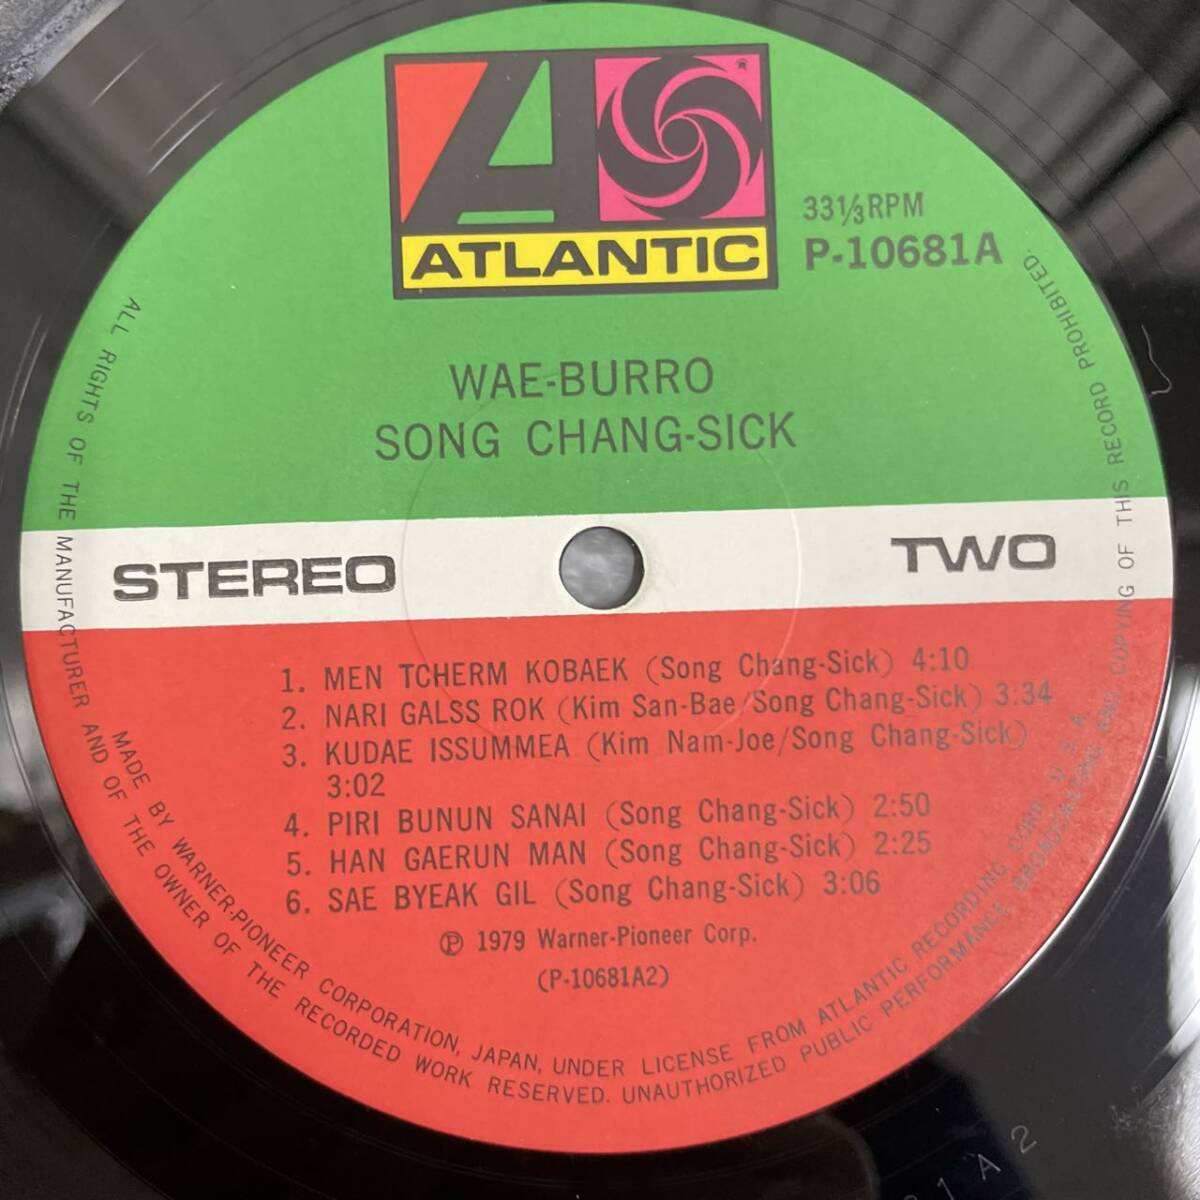 ATLANTIC
®
33⅓RPM
P-10681A
WAE-BURRO
SONG CHANG-SICK
STEREO
TWO
1. MEN TCHERM KOBAEK (Song Chang-Sick) 4:10
2. NARI GALSS ROK (Kim San-Bae/Song Chang-Sick) 3:34
3. KUDAE ISSUMMEA (Kim Nam-Joe/Song Chang-Sick)
3:02
4. PIRI BUNUN SANAI (Song Chang-Sick) 2:50
5. HAN GAERUN MAN (Song Chang-Sick) 2:25
6. SAE BYEAK GIL (Song Chang-Sick) 3:06
℗ 1979 Warner-Pioneer Corp.
(P-10681A2)
MADE BY WARNER-PIONEER CORPORATION, JAPAN, UNDER LICENSE FROM ATLANTIC RECORDING CORP., U.S.A.
ALL RIGHTS OF THE MANUFACTURER AND OF THE OWNER OF THE RECORDED WORK RESERVED. UNAUTHORIZED PUBLIC PERFORMANCE, BROADCASTING AND COPYING OF THIS RECORD PROHIBITED.
1A2